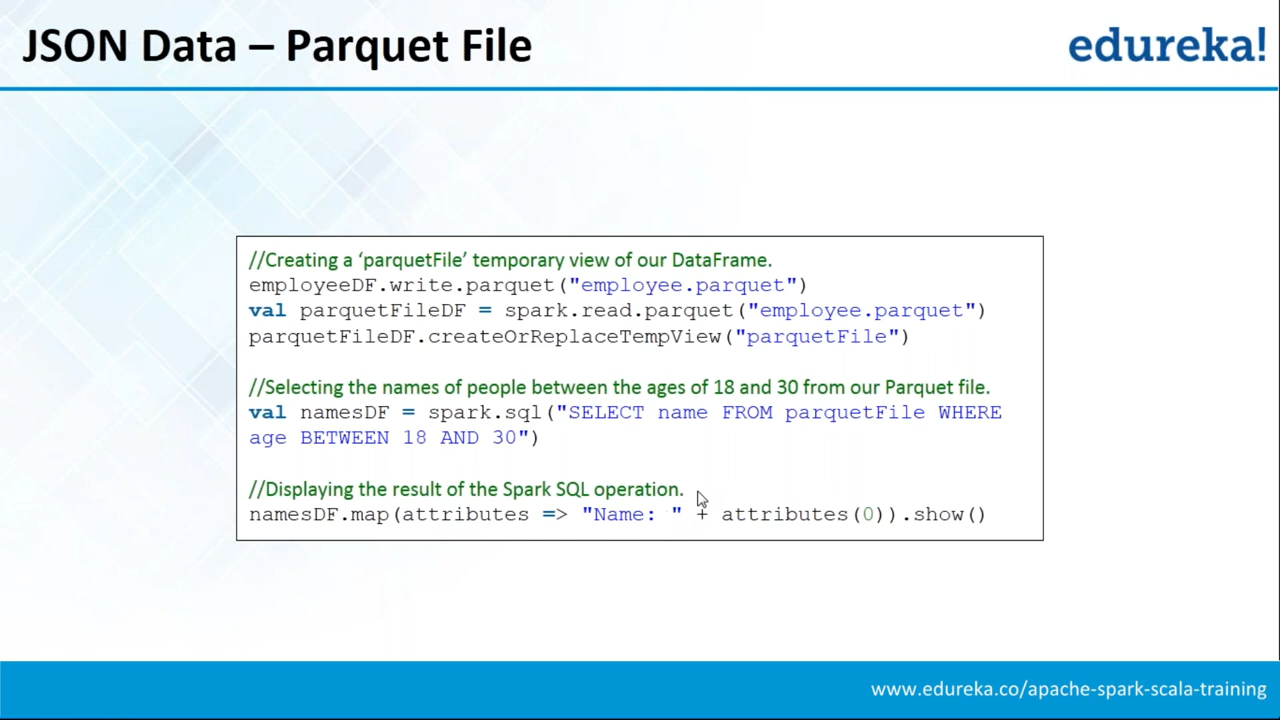 JSON Data – Parquet File
edureka!
//Creating a ‘parquetFile’ temporary view of our DataFrame.
employeeDF.write.parquet("employee.parquet")
val parquetFileDF = spark.read.parquet("employee.parquet")
parquetFileDF.createOrReplaceTempView("parquetFile")
//Selecting the names of people between the ages of 18 and 30 from our Parquet file.
val namesDF = spark.sql("SELECT name FROM parquetFile WHERE
age BETWEEN 18 AND 30")
//Displaying the result of the Spark SQL operation.
namesDF.map(attributes => "Name: " + attributes(0)).show()
www.edureka.co/apache-spark-scala-training